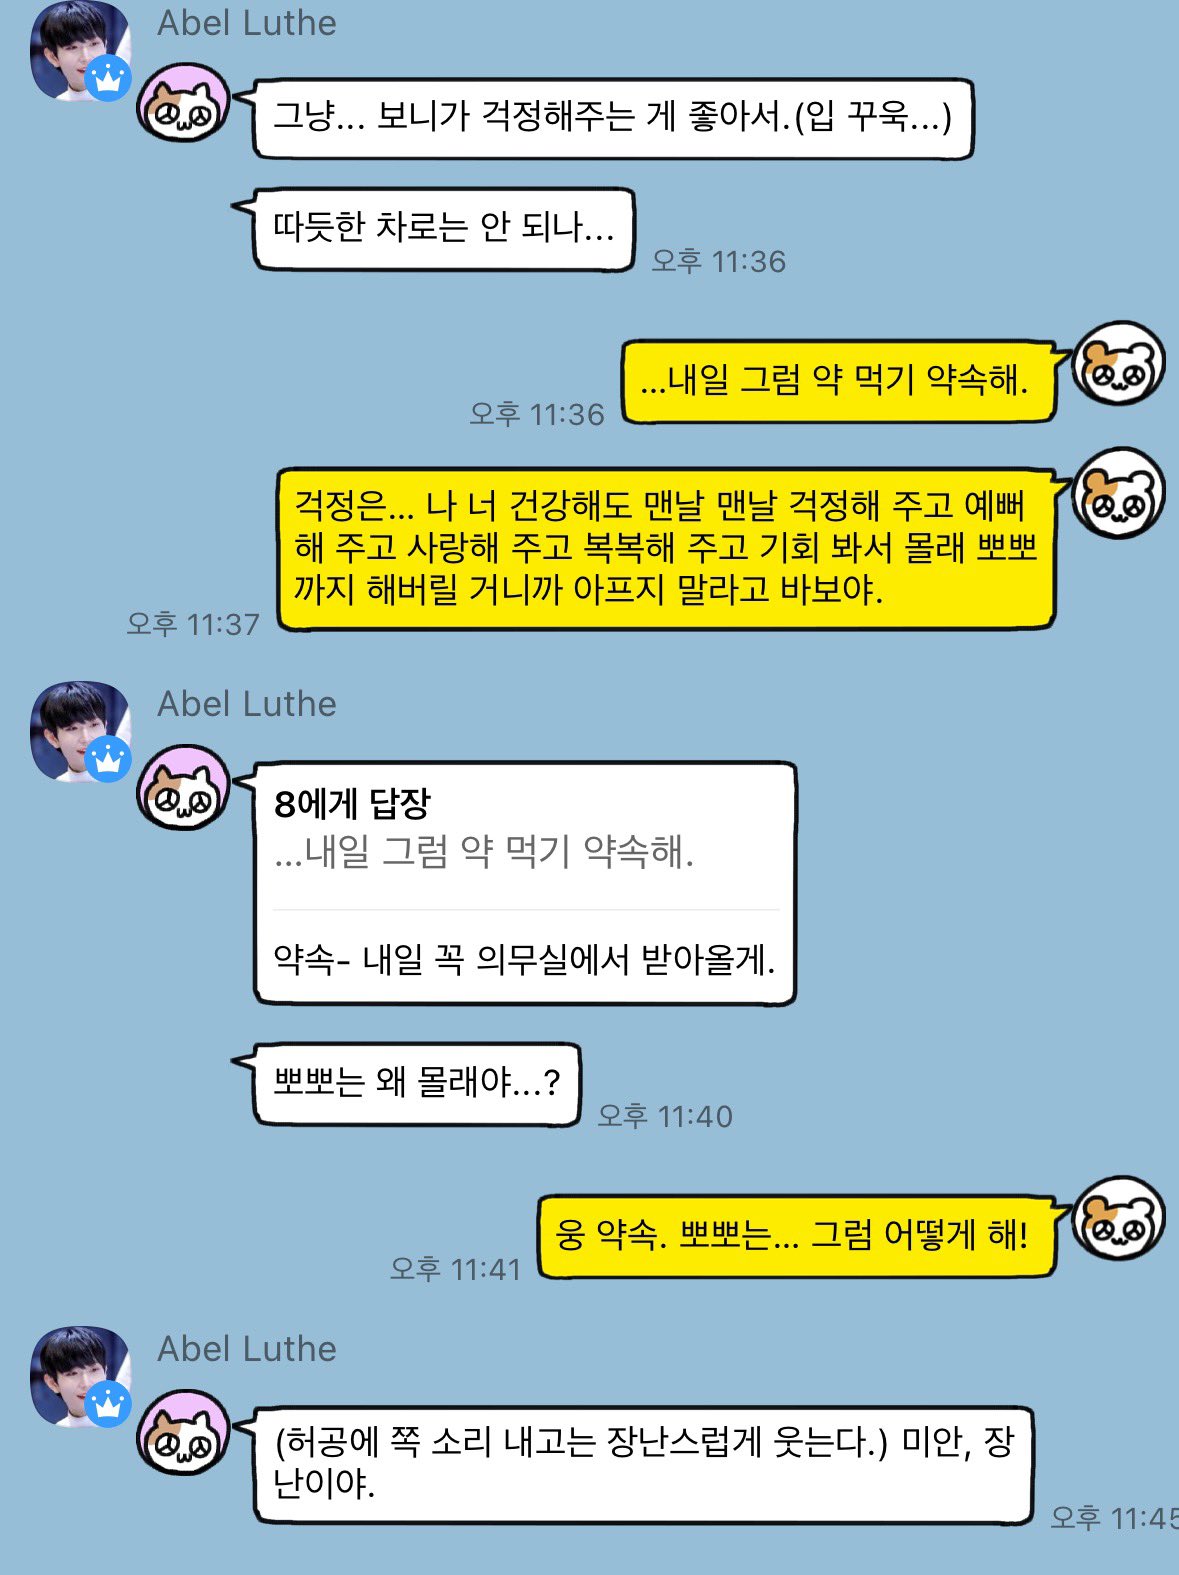 Abel Luthe
그냥... 보니가 걱정해주는 게 좋아서.(입 꾸욱...)
따듯한 차로는 안 되나...
오후 11:36
...내일 그럼 약 먹기 약속해.
오후 11:36
걱정은... 나 너 건강해도 맨날 맨날 걱정해 주고 예뻐
해 주고 사랑해 주고 복복해 주고 기회 봐서 몰래 뽀뽀
까지 해버릴 거니까 아프지 말라고 바보야.
오후 11:37
Abel Luthe
8에게 답장
...내일 그럼 약 먹기 약속해.
약속- 내일 꼭 의무실에서 받아올게.
뽀뽀는 왜 몰래야...?
오후 11:40
웅 약속. 뽀뽀는... 그럼 어떻게 해!
오후 11:41
Abel Luthe
(허공에 쪽 소리 내고는 장난스럽게 웃는다.) 미안, 장
난이야.
오후 11:45